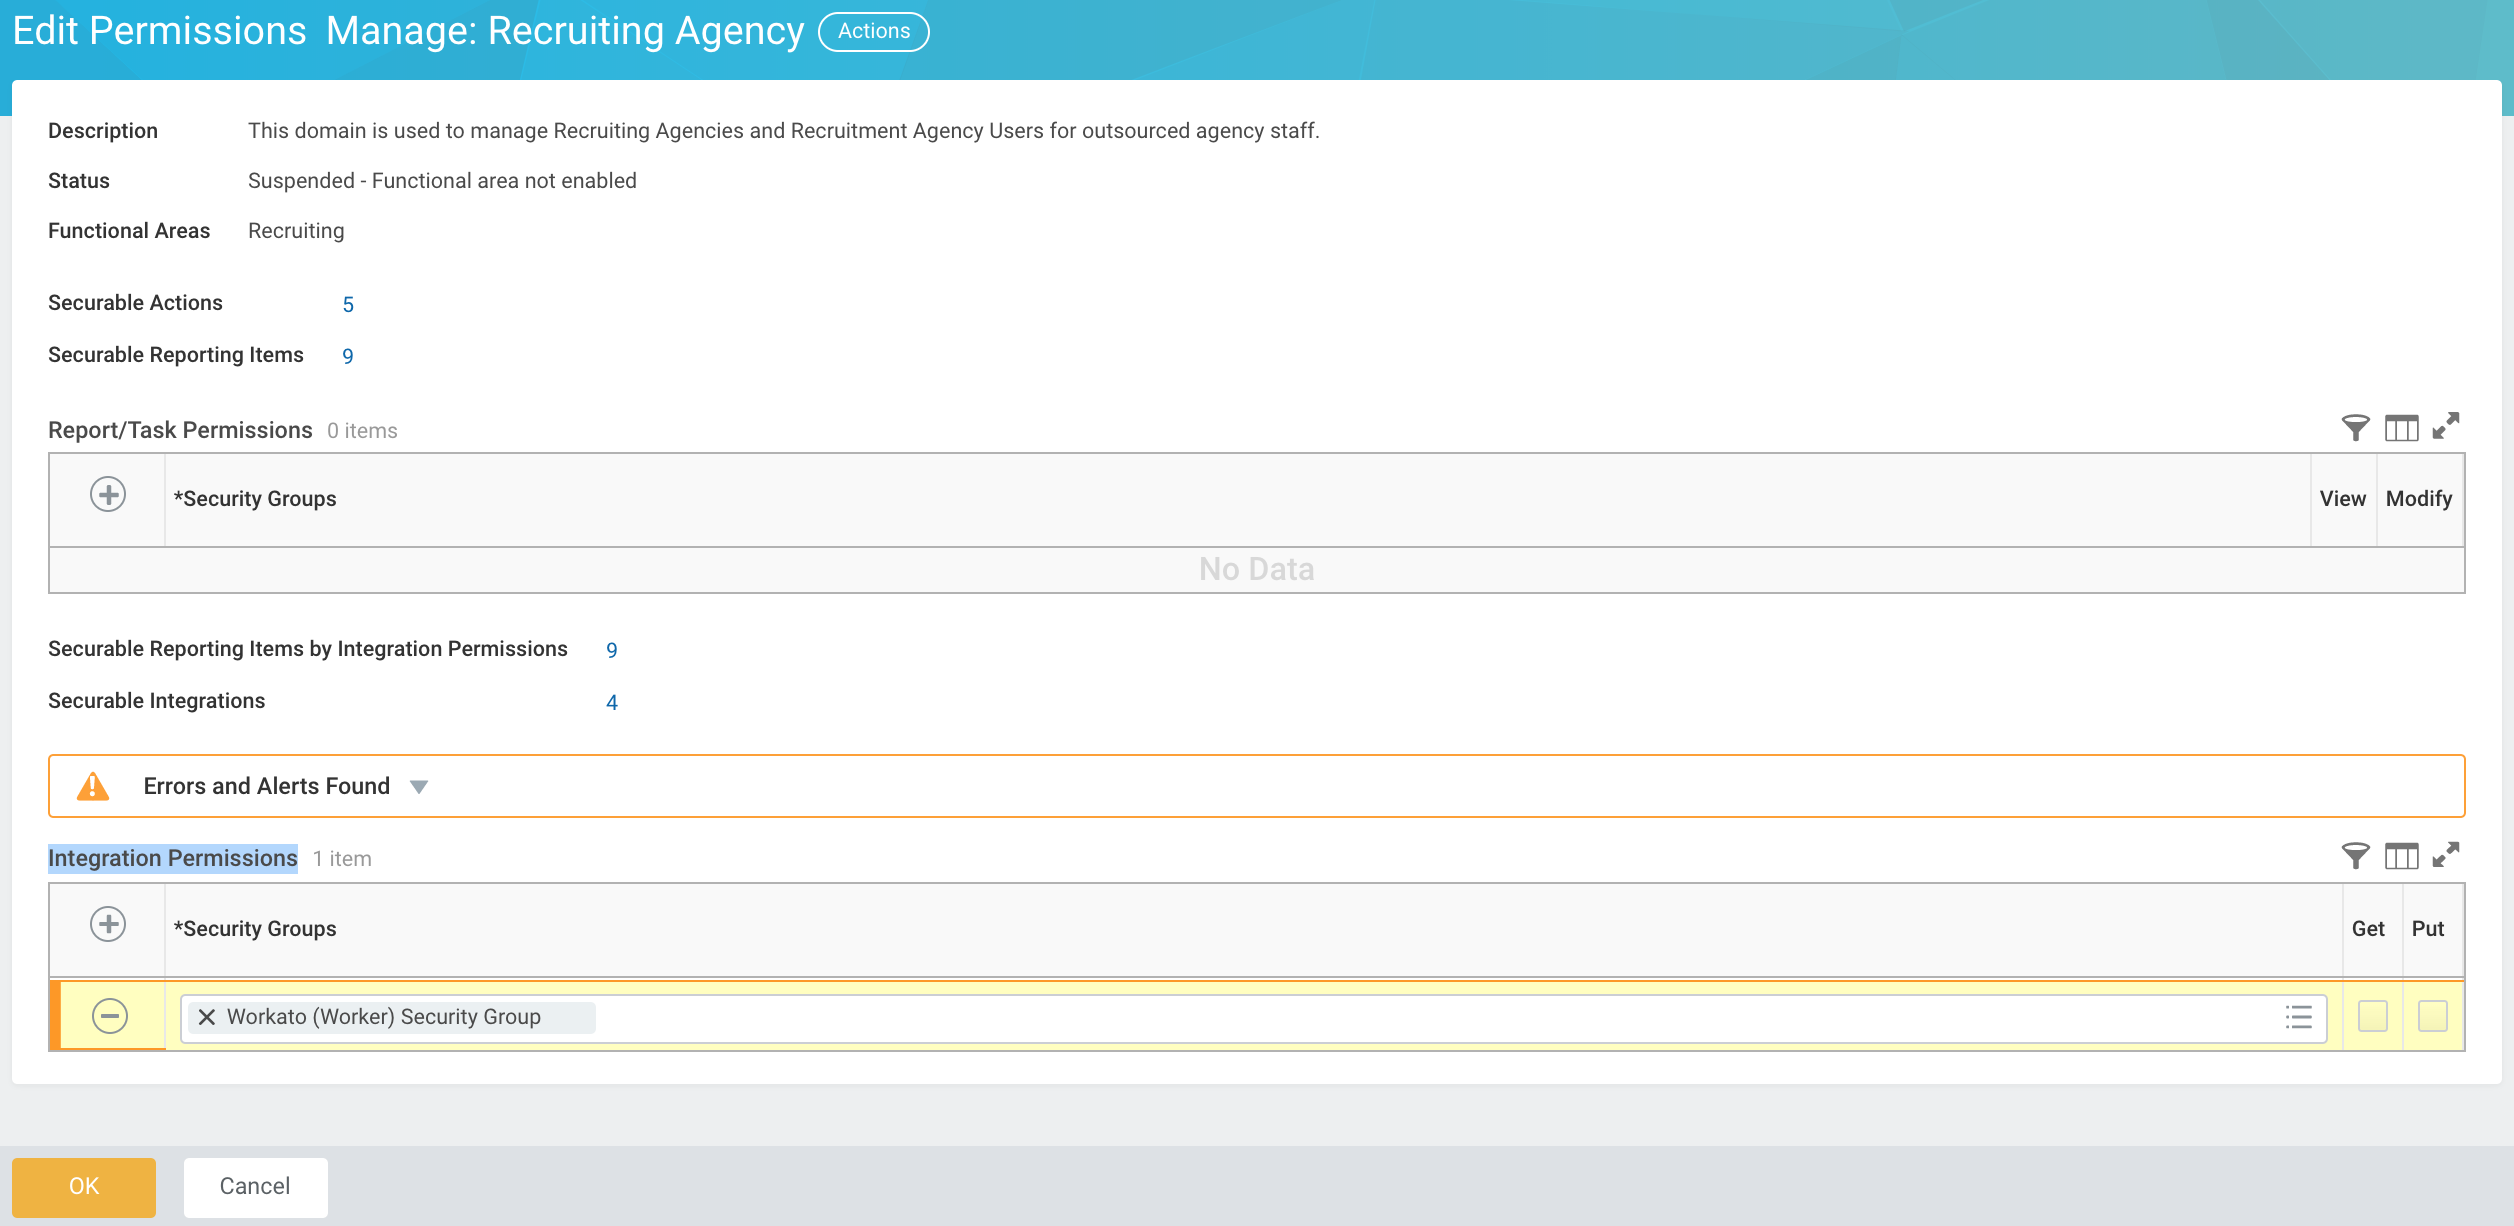 Edit Permissions Manage: Recruiting Agency Actions
Description This domain is used to manage Recruiting Agencies and Recruitment Agency Users for outsourced agency staff.
Status Suspended - Functional area not enabled
Functional Areas Recruiting
Securable Actions 5
Securable Reporting Items 9
Report/Task Permissions 0 items
*Security Groups View Modify
No Data
Securable Reporting Items by Integration Permissions 9
Securable Integrations 4
Errors and Alerts Found
Integration Permissions 1 item
*Security Groups Get Put
Workato (Worker) Security Group
OK Cancel